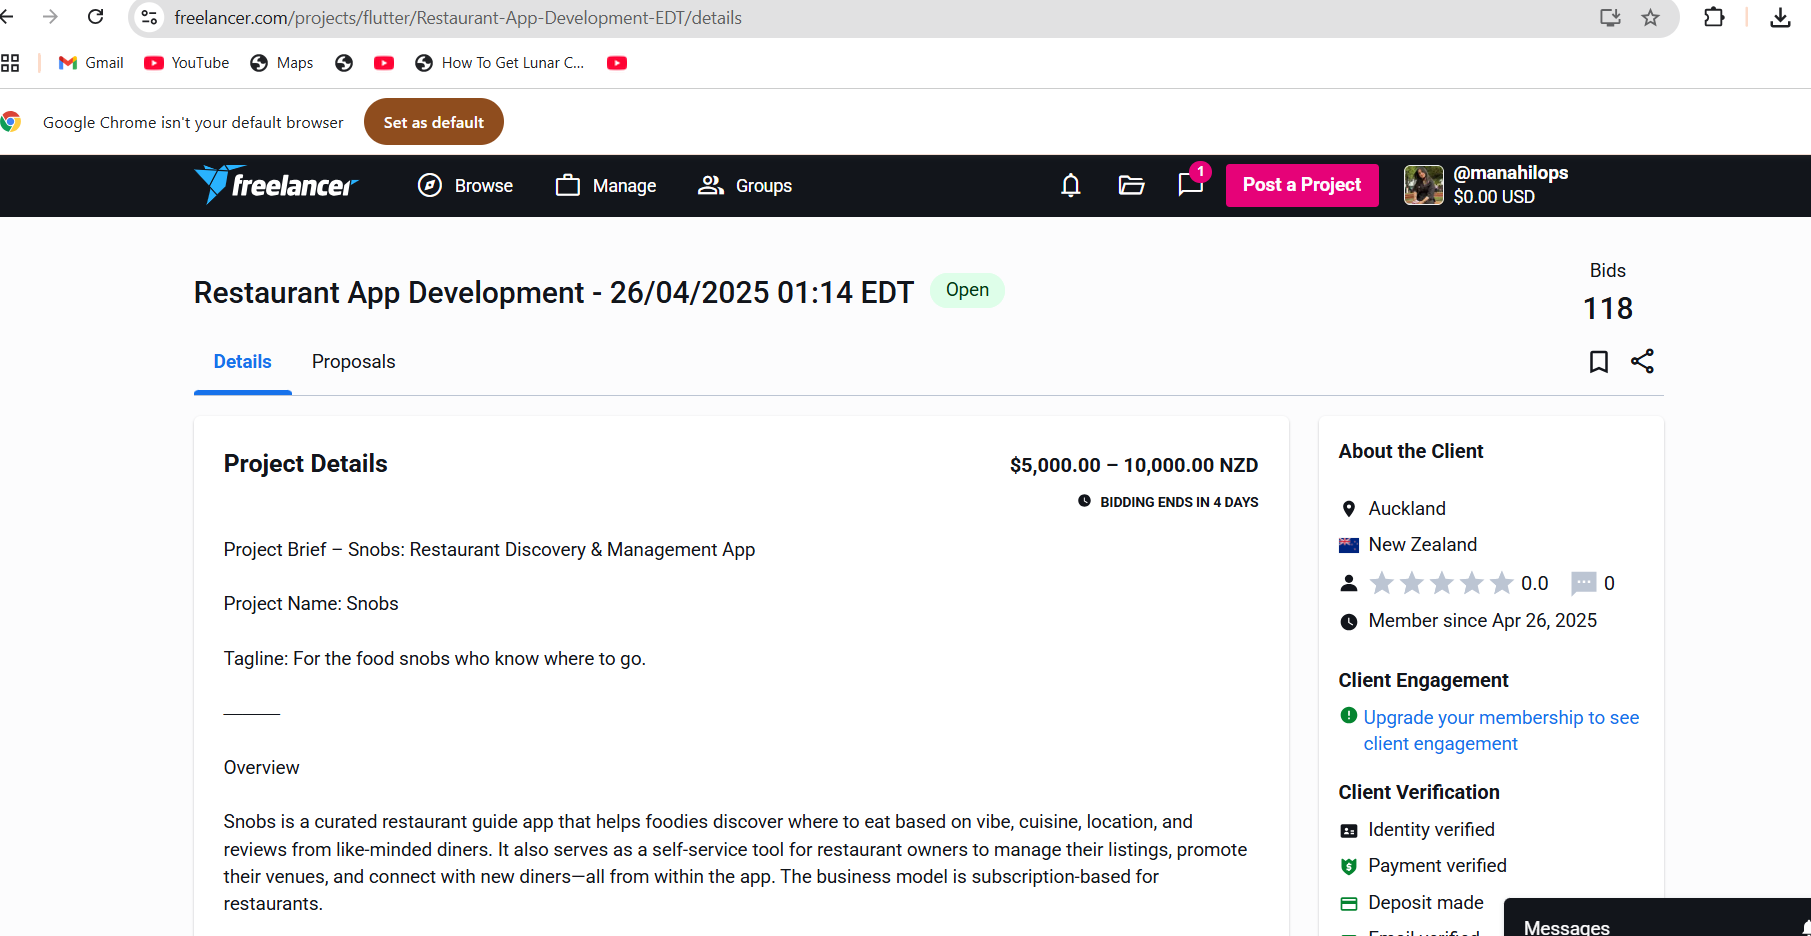 freelancer.com/projects/flutter/Restaurant-App-Development-EDT/details
Gmail
YouTube
Maps
How To Get Lunar C...
Google Chrome isn't your default browser
Set as default
freelancer
Browse
Manage
Groups
1
Post a Project
@manahilops
$0.00 USD
Restaurant App Development - 26/04/2025 01:14 EDT
Open
Bids
118
Details
Proposals
Project Details
$5,000.00 – 10,000.00 NZD
BIDDING ENDS IN 4 DAYS
Project Brief – Snobs: Restaurant Discovery & Management App
Project Name: Snobs
Tagline: For the food snobs who know where to go.
______
Overview
Snobs is a curated restaurant guide app that helps foodies discover where to eat based on vibe, cuisine, location, and
reviews from like-minded diners. It also serves as a self-service tool for restaurant owners to manage their listings, promote
their venues, and connect with new diners—all from within the app. The business model is subscription-based for
restaurants.
About the Client
Auckland
New Zealand
0.0
0
Member since Apr 26, 2025
Client Engagement
Upgrade your membership to see
client engagement
Client Verification
Identity verified
Payment verified
Deposit made
Email verified
Messages